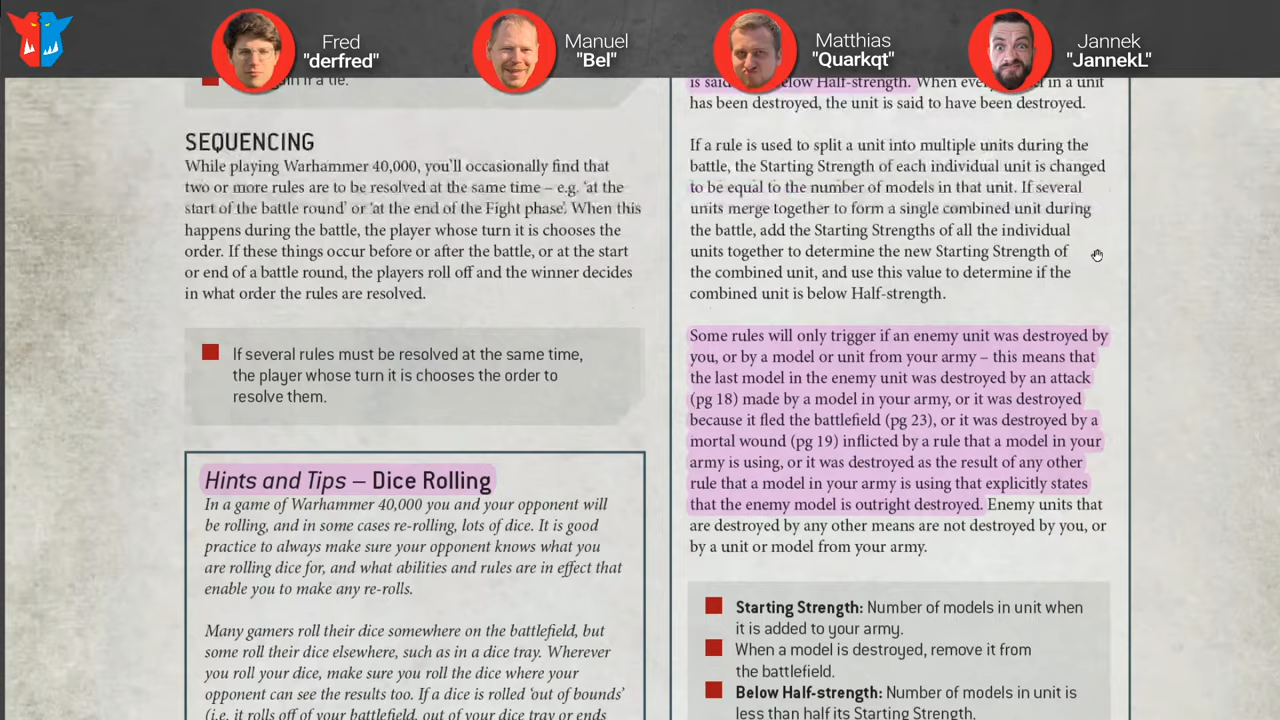 Fred
"derfred"
Manuel
"Bel"
Matthias
"Quarkqt"
Jannek
"JannekL"
if a tie.
SEQUENCING
While playing Warhammer 40,000, you'll occasionally find that
two or more rules are to be resolved at the same time – e.g. 'at the
start of the battle round' or 'at the end of the Fight phase'. When this
happens during the battle, the player whose turn it is chooses the
order. If these things occur before or after the battle, or at the start
or end of a battle round, the players roll off and the winner decides
in what order the rules are resolved.
If several rules must be resolved at the same time,
the player whose turn it is chooses the order to
resolve them.
Hints and Tips – Dice Rolling
In a game of Warhammer 40,000 you and your opponent will
be rolling, and in some cases re-rolling, lots of dice. It is good
practice to always make sure your opponent knows what you
are rolling dice for, and what abilities and rules are in effect that
enable you to make any re-rolls.
Many gamers roll their dice somewhere on the battlefield, but
some roll their dice elsewhere, such as in a dice tray. Wherever
you roll your dice, make sure you roll the dice where your
opponent can see the results too. If a dice is rolled 'out of bounds'
(i.e. it rolls off of your battlefield, out of your dice tray or ends
is said below Half-strength. When in a unit
has been destroyed, the unit is said to have been destroyed.
If a rule is used to split a unit into multiple units during the
battle, the Starting Strength of each individual unit is changed
to be equal to the number of models in that unit. If several
units merge together to form a single combined unit during
the battle, add the Starting Strengths of all the individual
units together to determine the new Starting Strength of
the combined unit, and use this value to determine if the
combined unit is below Half-strength.
Some rules will only trigger if an enemy unit was destroyed by
you, or by a model or unit from your army – this means that
the last model in the enemy unit was destroyed by an attack
(pg 18) made by a model in your army, or it was destroyed
because it fled the battlefield (pg 23), or it was destroyed by a
mortal wound (pg 19) inflicted by a rule that a model in your
army is using, or it was destroyed as the result of any other
rule that a model in your army is using that explicitly states
that the enemy model is outright destroyed. Enemy units that
are destroyed by any other means are not destroyed by you, or
by a unit or model from your army.
Starting Strength: Number of models in unit when
it is added to your army.
When a model is destroyed, remove it from
the battlefield.
Below Half-strength: Number of models in unit is
less than half its Starting Strength.